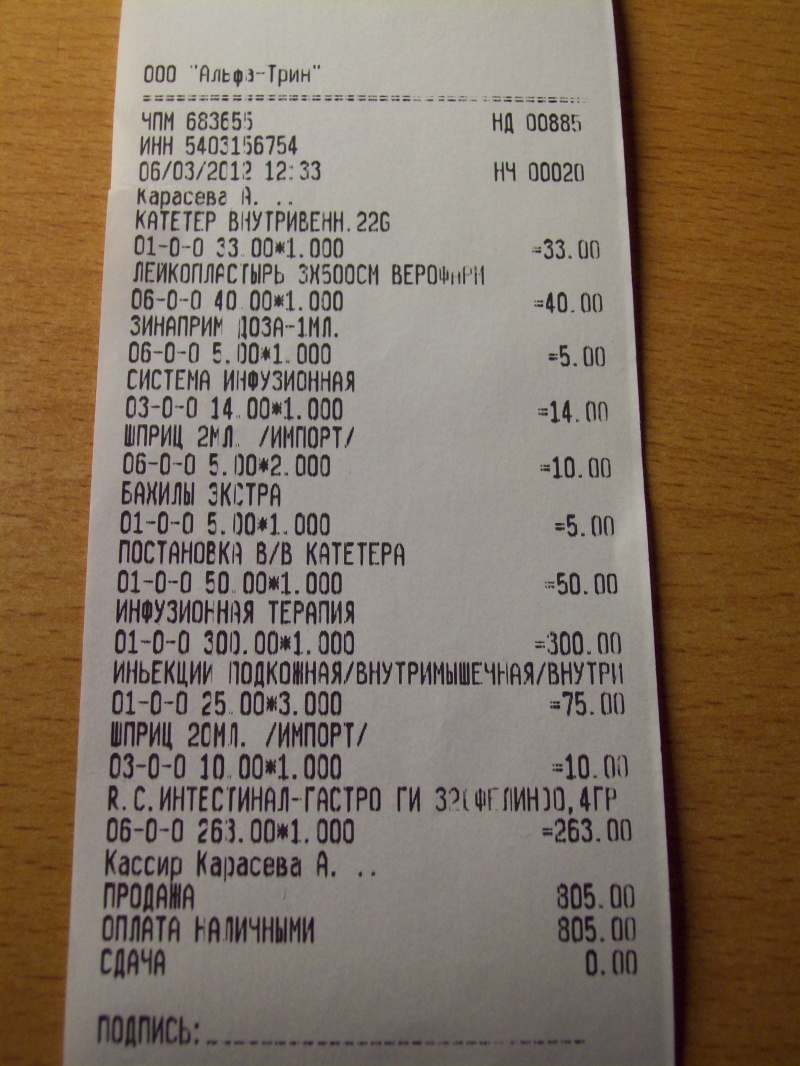 ООО "Альфа-Трин"
ЧПМ 683655 НД 00885
ИНН 5403156754
06/03/2012 12:33 НЧ 00020
Карасева А. ..
КАТЕТЕР ВНУТРИВЕНН.22G
01-0-0 33.00*1.000 =33.00
ЛЕЙКОПЛАСТЫРЬ 3Х500СМ ВЕРОФАРМ
06-0-0 40.00*1.000 =40.00
ЗИНАПРИМ ДОЗА-1МЛ.
06-0-0 5.00*1.000 =5.00
СИСТЕМА ИНФУЗИОННАЯ
03-0-0 14.00*1.000 =14.00
ШПРИЦ 2МЛ. /ИМПОРТ/
06-0-0 5.00*2.000 =10.00
БАХИЛЫ ЭКСТРА
01-0-0 5.00*1.000 =5.00
ПОСТАНОВКА В/В КАТЕТЕРА
01-0-0 50.00*1.000 =50.00
ИНФУЗИОННАЯ ТЕРАПИЯ
01-0-0 300.00*1.000 =300.00
ИНЬЕКЦИИ ПОДКОЖНАЯ/ВНУТРИМЫШЕЧНАЯ/ВНУТРИ
01-0-0 25.00*3.000 =75.00
ШПРИЦ 20МЛ. /ИМПОРТ/
03-0-0 10.00*1.000 =10.00
R.C.ИНТЕСТИНАЛ-ГАСТРО ГИ
06-0-0 263.00*1.000 =263.00
Кассир Карасева А. ..
ПРОДАЖА 805.00
ОПЛАТА НАЛИЧНЫМИ 805.00
СДАЧА 0.00
ПОДПИСЬ: